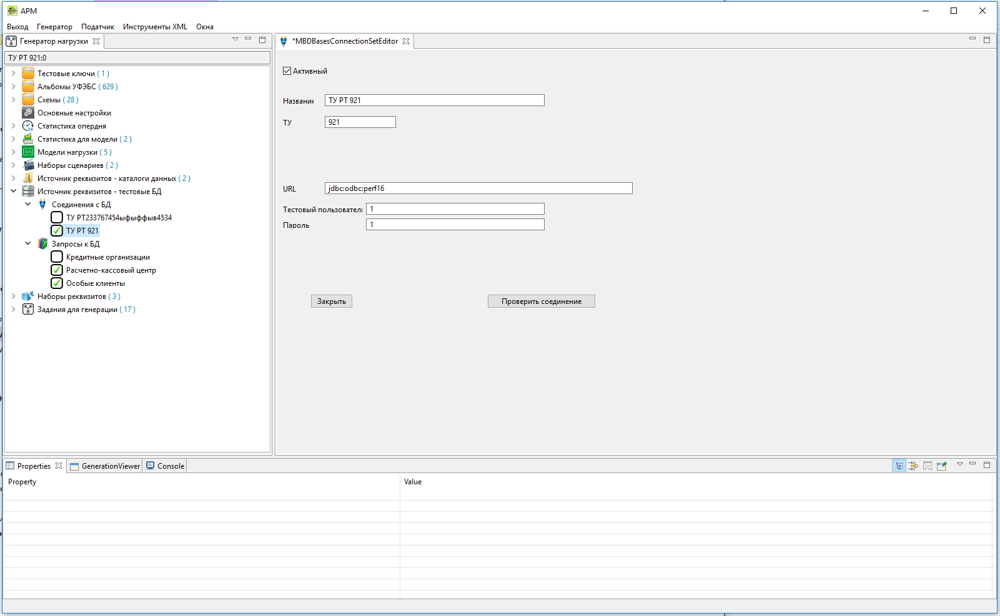 АРМ
Выход Генератор Податчик Инструменты XML Окна
Генератор нагрузки
*MBDBasesConnectionSetEditor
ТУ РТ 921:0
Тестовые ключи ( 1 )
Альбомы УФЭБС ( 629 )
Схемы ( 28 )
Основные настройки
Статистика опердня
Статистика для модели ( 2 )
Модели нагрузки ( 5 )
Наборы сценариев ( 2 )
Источник реквизитов - каталоги данных ( 2 )
Источник реквизитов - тестовые БД
Соединения с БД
ТУ РТ233767454ыфыффыв4534
ТУ РТ 921
Запросы к БД
Кредитные организации
Расчетно-кассовый центр
Особые клиенты
Наборы реквизитов ( 3 )
Задания для генерации ( 17 )
Активный
Название ТУ РТ 921
ТУ 921
URL jdbc:odbc:perf16
Тестовый пользователь 1
Пароль 1
Закрыть Проверить соединение
Properties GenerationViewer Console
Property Value